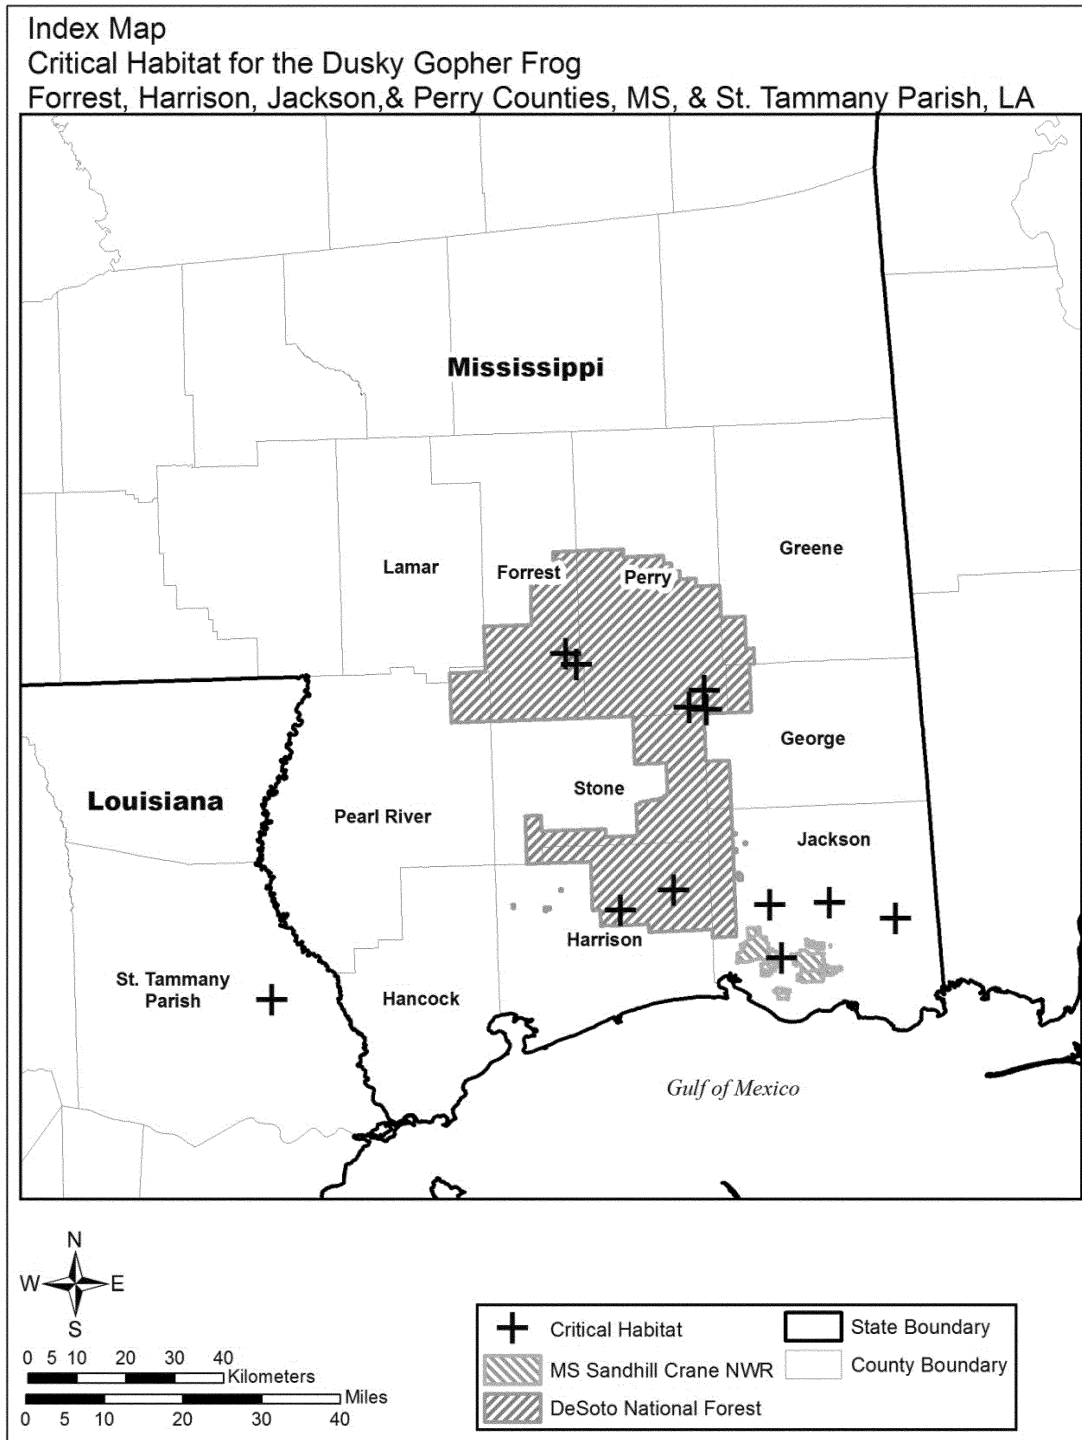 Index Map
Critical Habitat for the Dusky Gopher Frog
Forrest, Harrison, Jackson,& Perry Counties, MS, & St. Tammany Parish, LA
Mississippi
Lamar
Forrest
Perry
Greene
George
Louisiana
Pearl River
Stone
Jackson
Harrison
St. Tammany
Parish
Hancock
Gulf of Mexico
N
W E
S
0 5 10 20 30 40
Kilometers
Miles
0 5 10 20 30 40
Critical Habitat
MS Sandhill Crane NWR
DeSoto National Forest
State Boundary
County Boundary